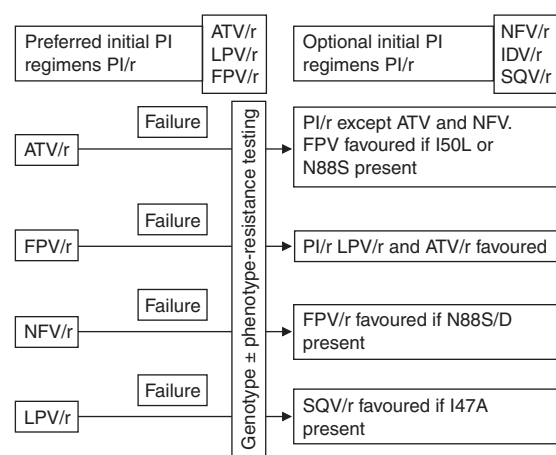 Preferred initial PI
regimens PI/r
ATV/r
LPV/r
FPV/r
Optional initial PI
regimens PI/r
NFV/r
IDV/r
SQV/r
Genotype ± phenotype-resistance testing
ATV/r
Failure
PI/r except ATV and NFV.
FPV favoured if I50L or
N88S present
FPV/r
Failure
PI/r LPV/r and ATV/r favoured
NFV/r
Failure
FPV/r favoured if N88S/D
present
LPV/r
Failure
SQV/r favoured if I47A
present